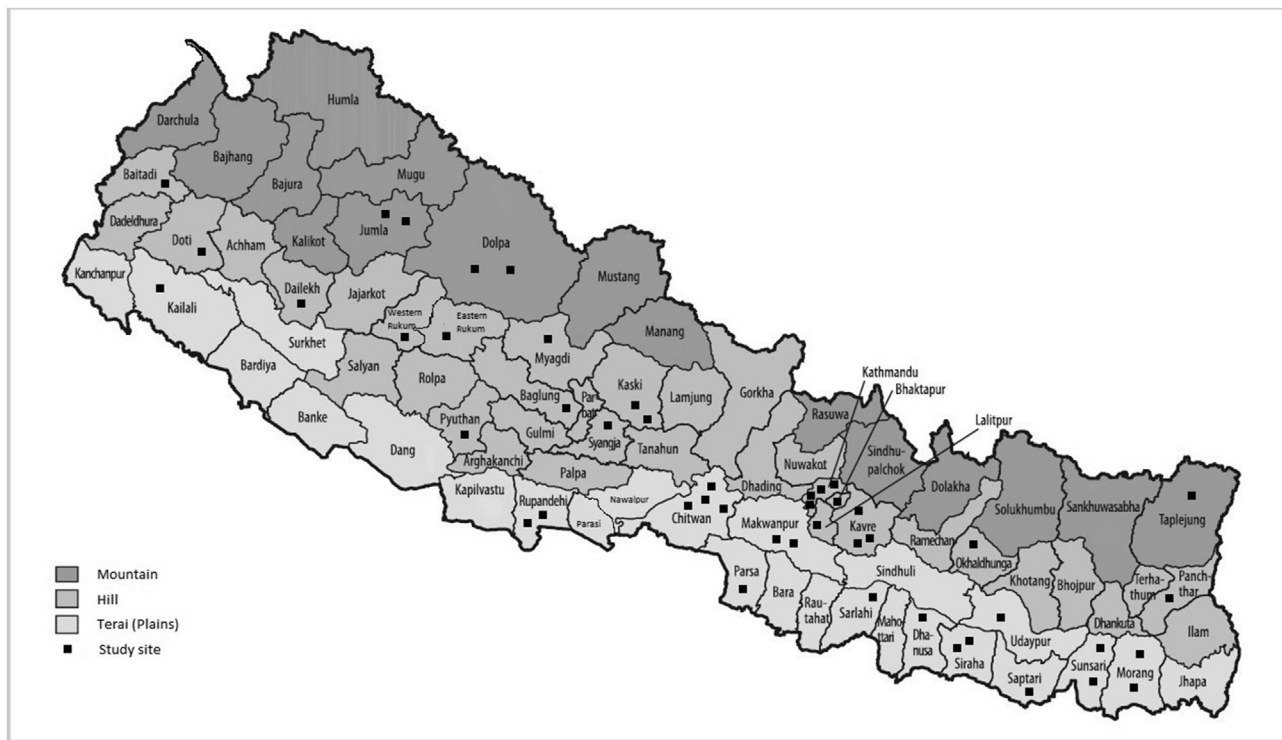 Humla
Darchula
Bajhang
Baitadi
Bajura
Mugu
Dadeldhura
Doti
Achham
Kalikot
Jumla
Dolpa
Mustang
Kanchanpur
Kailali
Dailekh
Jajarkot
Western
Rukum
Eastern
Rukum
Surkhet
Myagdi
Manang
Bardiya
Salyan
Rolpa
Baglung
Par
bat
Kaski
Lamjung
Gorkha
Kathmandu
Bhaktapur
Lalitpur
Rasuwa
Banke
Dang
Pyuthan
Gulmi
Syangja
Tanahun
Nuwakot
Sindhu-
palchok
Arghakanchi
Palpa
Dhading
Dolakha
Solukhumbu
Sankhuwasabha
Taplejung
Kapilvastu
Rupandehi
Nawalpur
Parasi
Chitwan
Makwanpur
Kavre
Ramechan
Okhaldhunga
Khotang
Bhojpur
Terha-
thum
Panch-
thar
Parsa
Bara
Rau-
tahat
Sarlahi
Maho-
ttari
Dha-
nusa
Sindhuli
Siraha
Udaypur
Saptari
Dhankuta
Sunsari
Morang
Ilam
Jhapa
Mountain
Hill
Terai (Plains)
Study site